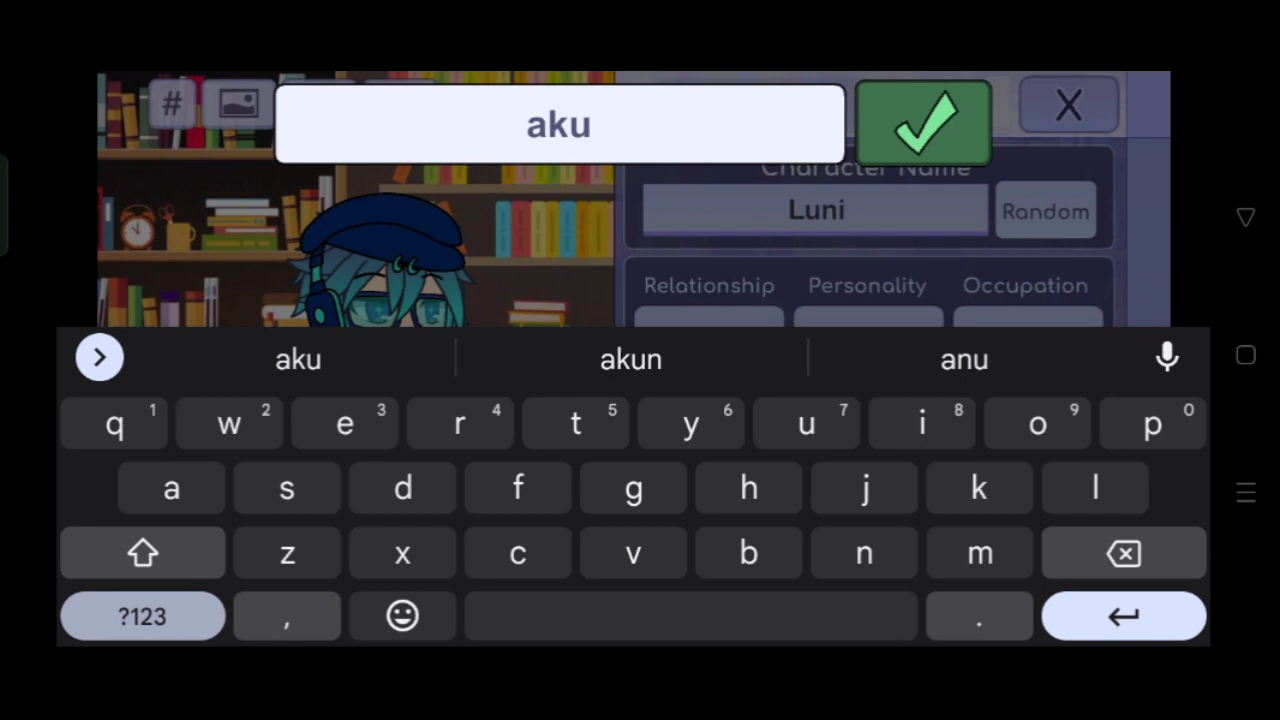 #
aku
X
Character Name
Luni
Random
Relationship Personality Occupation
aku akun anu
q 1 w 2 e 3 r 4 t 5 y 6 u 7 i 8 o 9 p 0
a s d f g h j k l
z x c v b n m
?123 , .